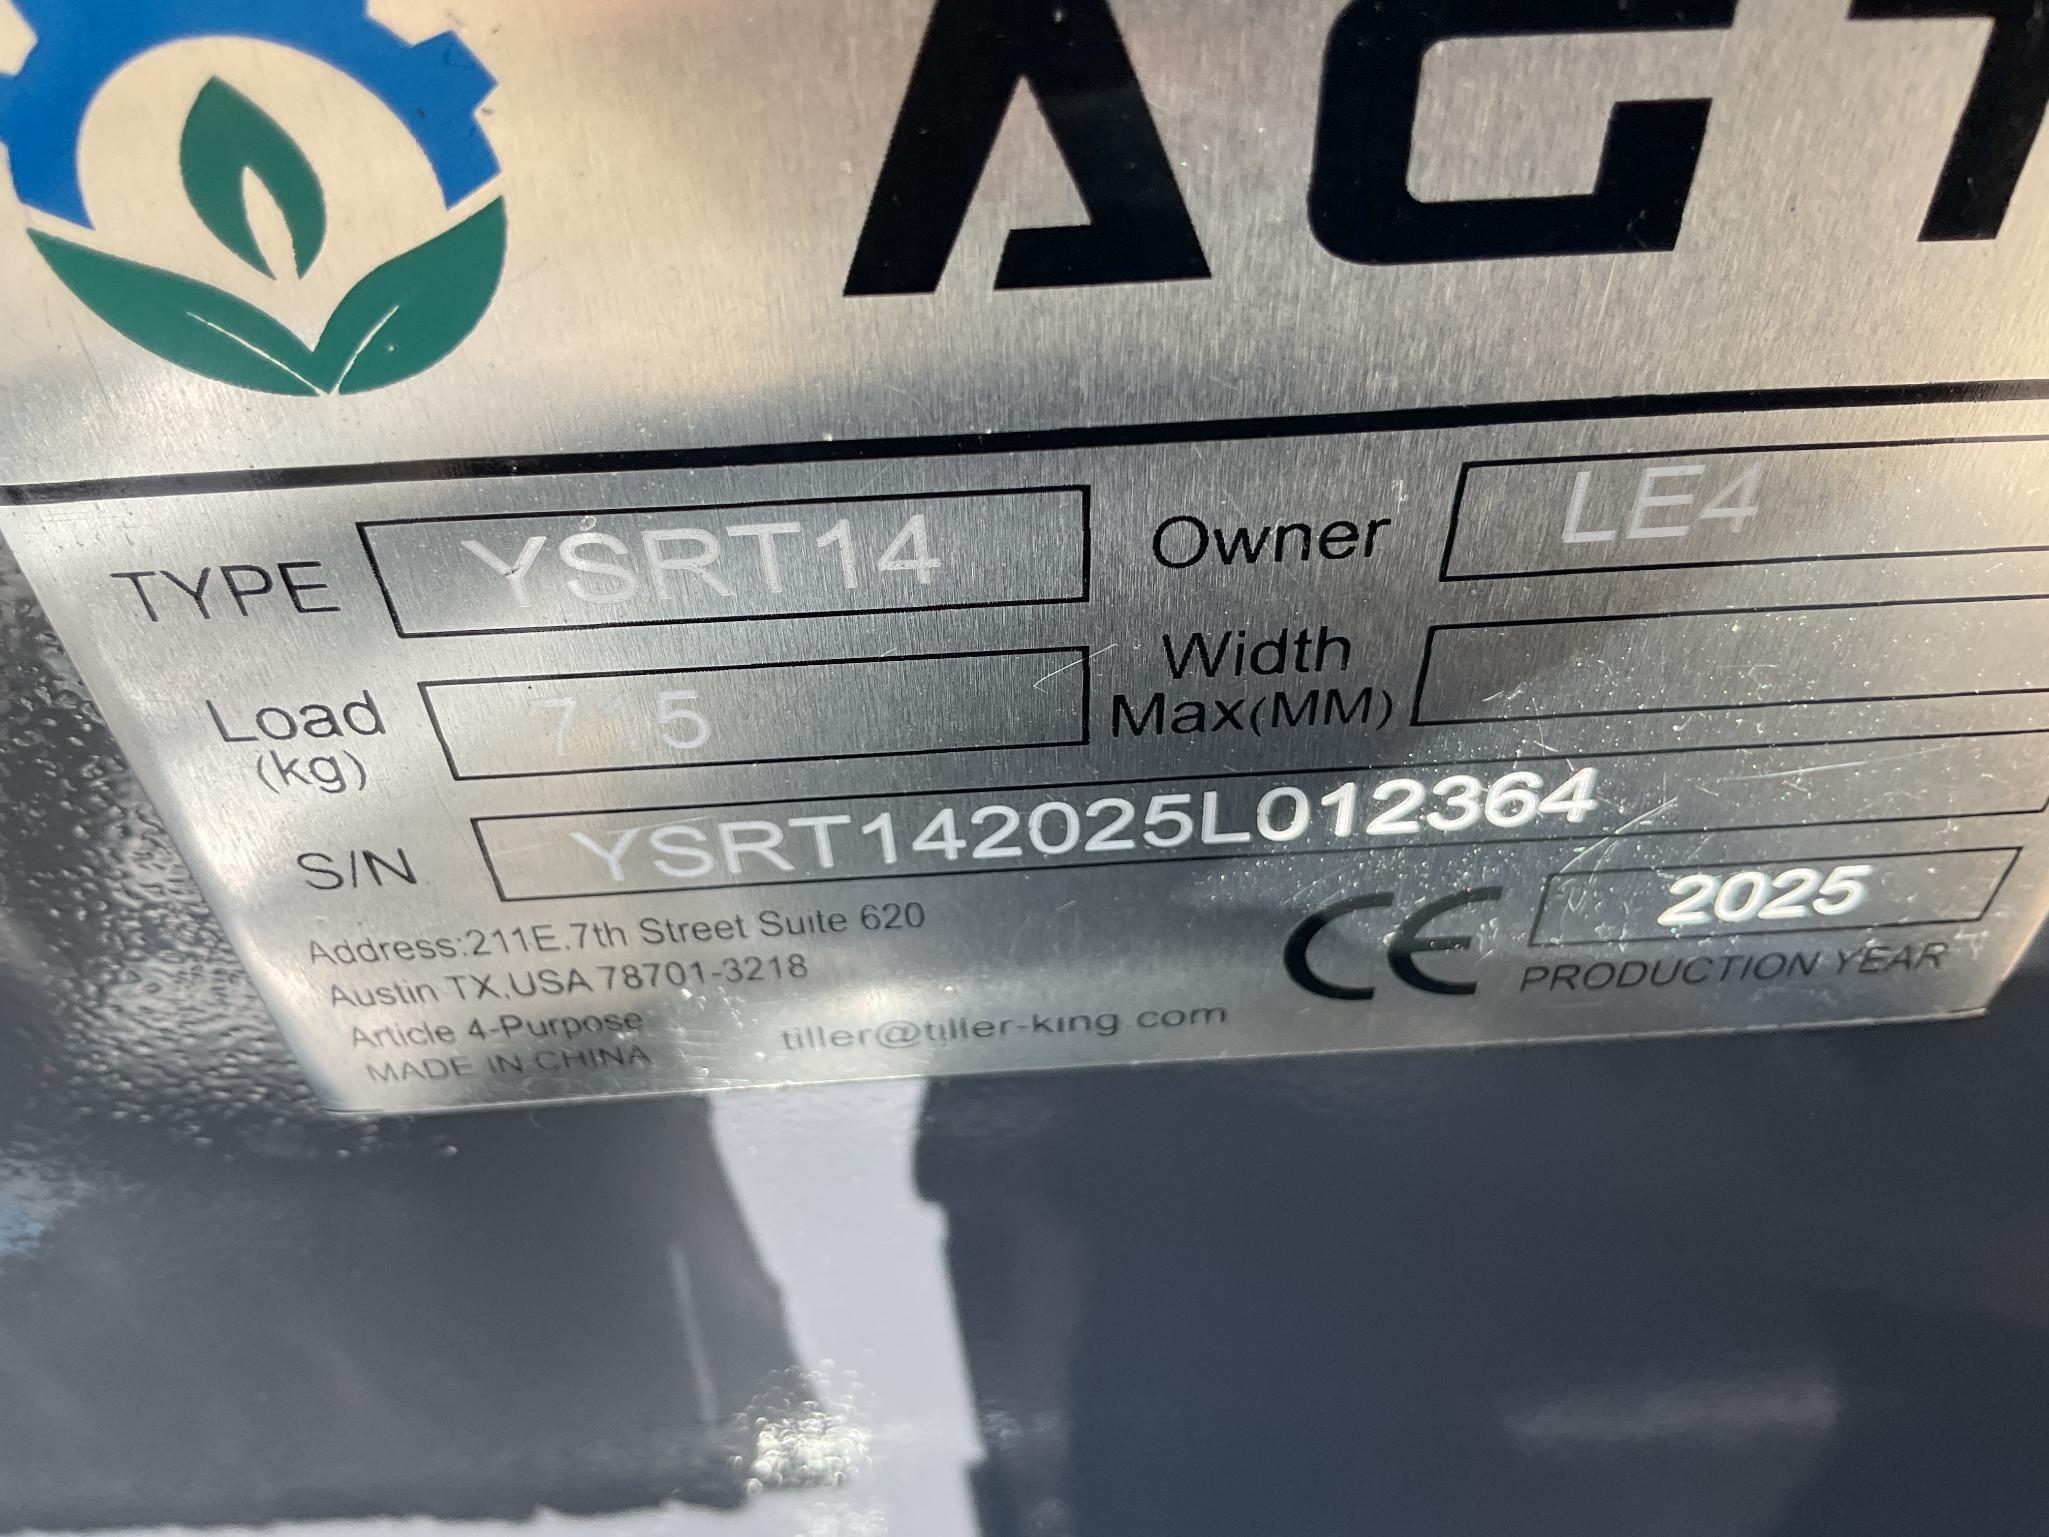 AGT
TYPE YSRT14 Owner LE4
Load (kg) 715 Width Max(MM)
S/N YSRT142025L012364
Address:211E.7th Street Suite 620
Austin TX,USA 78701-3218
Article 4-Purpose
MADE IN CHINA
tiller@tiller-king.com
CE 2025
PRODUCTION YEAR